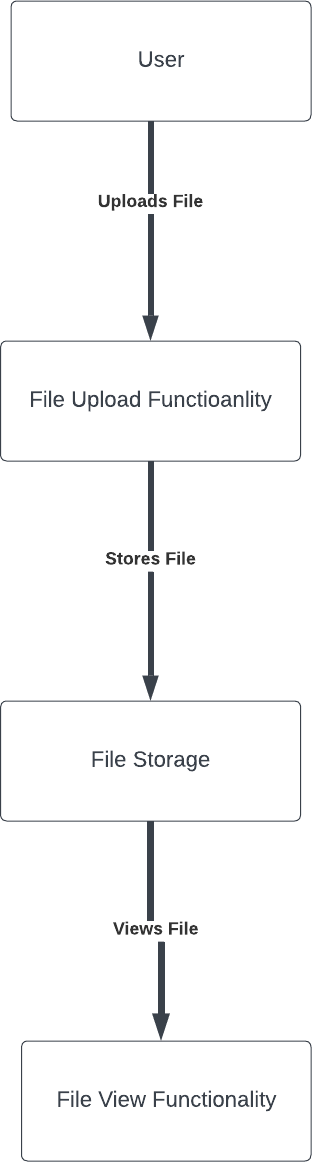 User
Uploads File
File Upload Functioanlity
Stores File
File Storage
Views File
File View Functionality